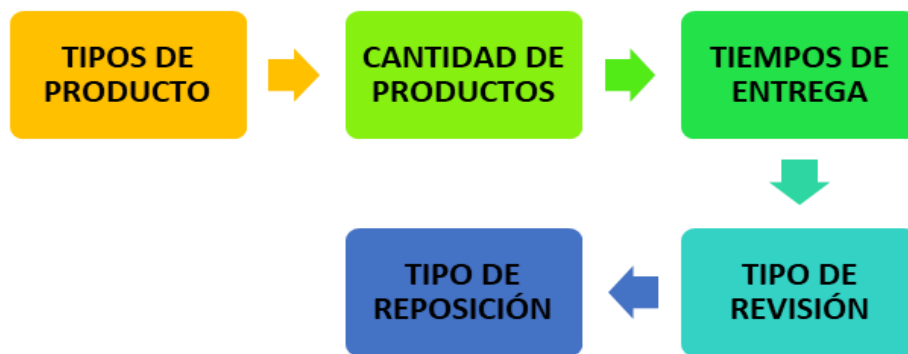 TIPOS DE
PRODUCTO
CANTIDAD DE
PRODUCTOS
TIEMPOS DE
ENTREGA
TIPO DE
REVISIÓN
TIPO DE
REPOSICIÓN